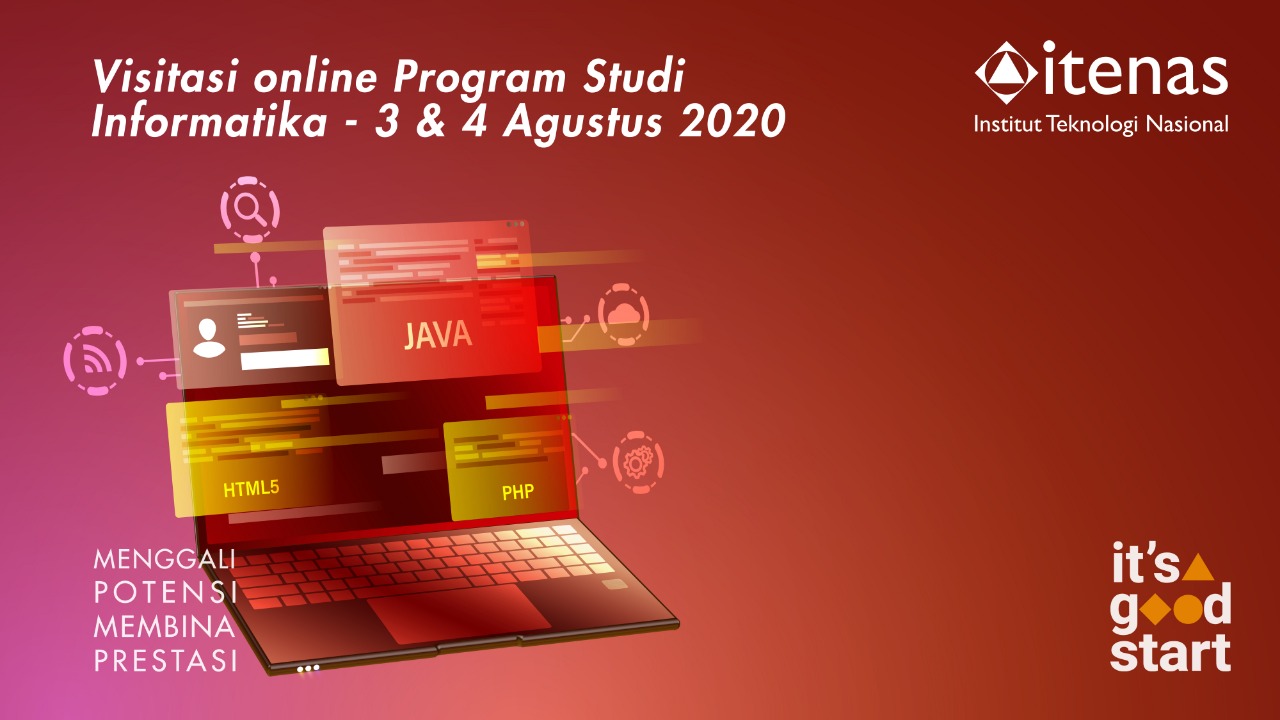 Visitasi online Program Studi
Informatika - 3 & 4 Agustus 2020
itenas
Institut Teknologi Nasional
JAVA
HTML5
PHP
MENGGALI
POTENSI
MEMBINA
PRESTASI
it's
good
start